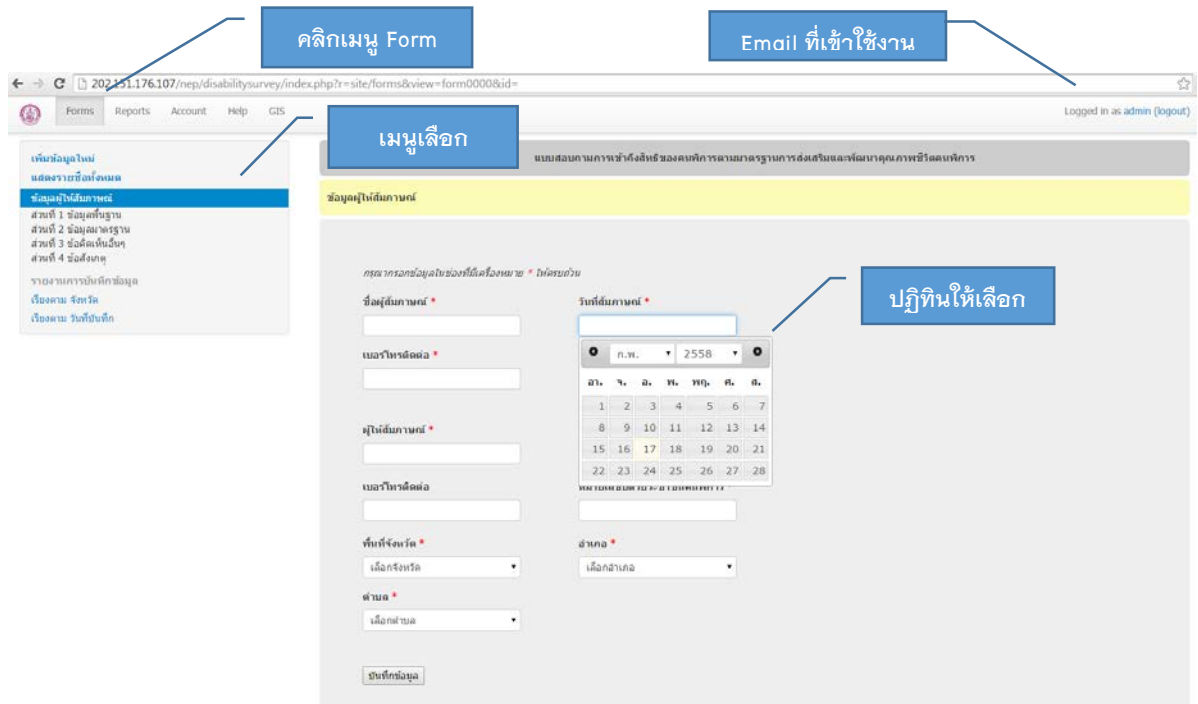 คลิกเมนู Form
Email ที่เข้าใช้งาน
202.151.176.107/nep/disabilitysurvey/index.php?r=site/forms&view=form0000&id=
Forms Reports Account Help GIS
Logged in as admin (logout)
เมนูเลือก
เพิ่มข้อมูลใหม่
แสดงรายชื่อทั้งหมด
ข้อมูลผู้ให้สัมภาษณ์
ส่วนที่ 1 ข้อมูลพื้นฐาน
ส่วนที่ 2 ข้อมูลมาตรฐาน
ส่วนที่ 3 ข้อคิดเห็นอื่นๆ
ส่วนที่ 4 ข้อสังเกตุ
รายงานการบันทึกข้อมูล
เรียงตาม จังหวัด
เรียงตาม วันที่บันทึก
แบบสอบถามการเข้าถึงสิทธิของคนพิการตามมาตรฐานการส่งเสริมและพัฒนาคุณภาพชีวิตคนพิการ
ข้อมูลผู้ให้สัมภาษณ์
กรุณากรอกข้อมูลในช่องที่มีเครื่องหมาย * ให้ครบถ้วน
ปฏิทินให้เลือก
ชื่อผู้สัมภาษณ์ * วันที่สัมภาษณ์ *
เบอร์โทรติดต่อ *
ก.พ. 2558
อา. จ. อ. พ. พฤ. ศ. ส.
1 2 3 4 5 6 7
8 9 10 11 12 13 14
15 16 17 18 19 20 21
22 23 24 25 26 27 28
ผู้ให้สัมภาษณ์ *
เบอร์โทรติดต่อ
พื้นที่จังหวัด * อำเภอ *
เลือกจังหวัด เลือกอำเภอ
ตำบล *
เลือกตำบล
บันทึกข้อมูล